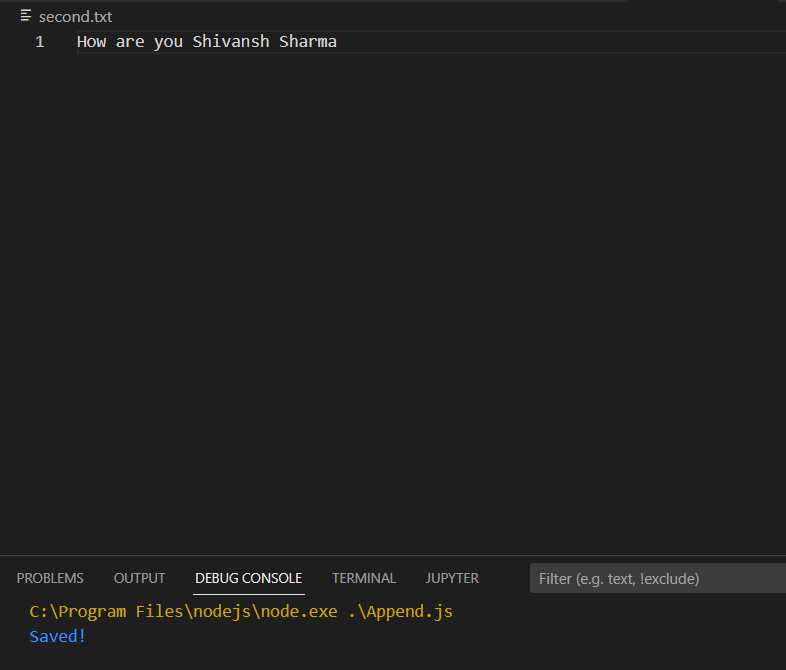 second.txt
1 How are you Shivansh Sharma
PROBLEMS OUTPUT DEBUG CONSOLE TERMINAL JUPYTER Filter (e.g. text, !exclude)
C:\Program Files\nodejs\node.exe .\Append.js
Saved!